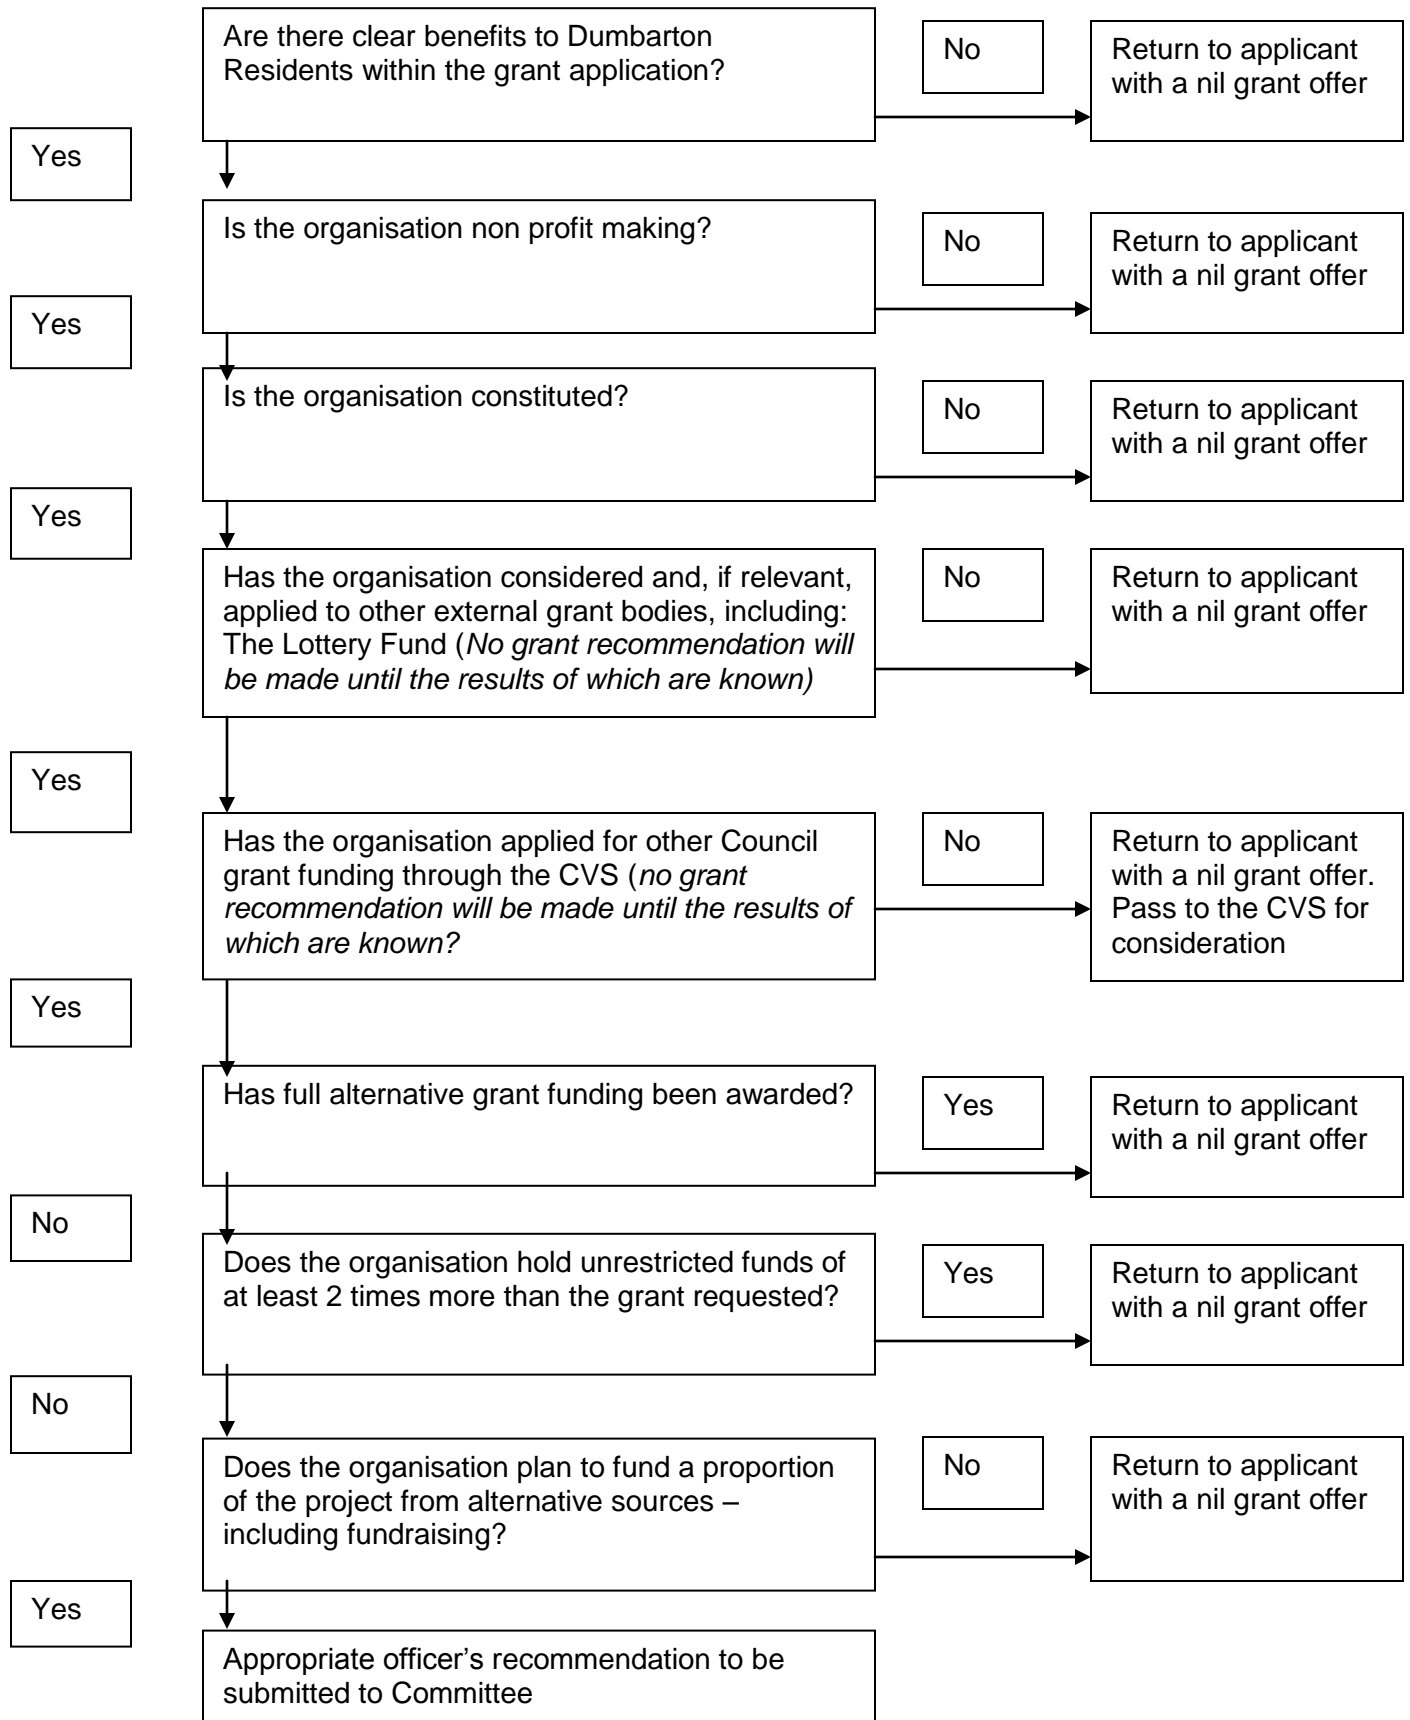 Are there clear benefits to Dumbarton
Residents within the grant application?
No
Return to applicant
with a nil grant offer
Yes
Is the organisation non profit making?
No
Return to applicant
with a nil grant offer
Yes
Is the organisation constituted?
No
Return to applicant
with a nil grant offer
Yes
Has the organisation considered and, if relevant,
applied to other external grant bodies, including:
The Lottery Fund (No grant recommendation will
be made until the results of which are known)
No
Return to applicant
with a nil grant offer
Yes
Has the organisation applied for other Council
grant funding through the CVS (no grant
recommendation will be made until the results of
which are known?
No
Return to applicant
with a nil grant offer.
Pass to the CVS for
consideration
Yes
Has full alternative grant funding been awarded?
Yes
Return to applicant
with a nil grant offer
No
Does the organisation hold unrestricted funds of
at least 2 times more than the grant requested?
Yes
Return to applicant
with a nil grant offer
No
Does the organisation plan to fund a proportion
of the project from alternative sources –
including fundraising?
No
Return to applicant
with a nil grant offer
Yes
Appropriate officer’s recommendation to be
submitted to Committee